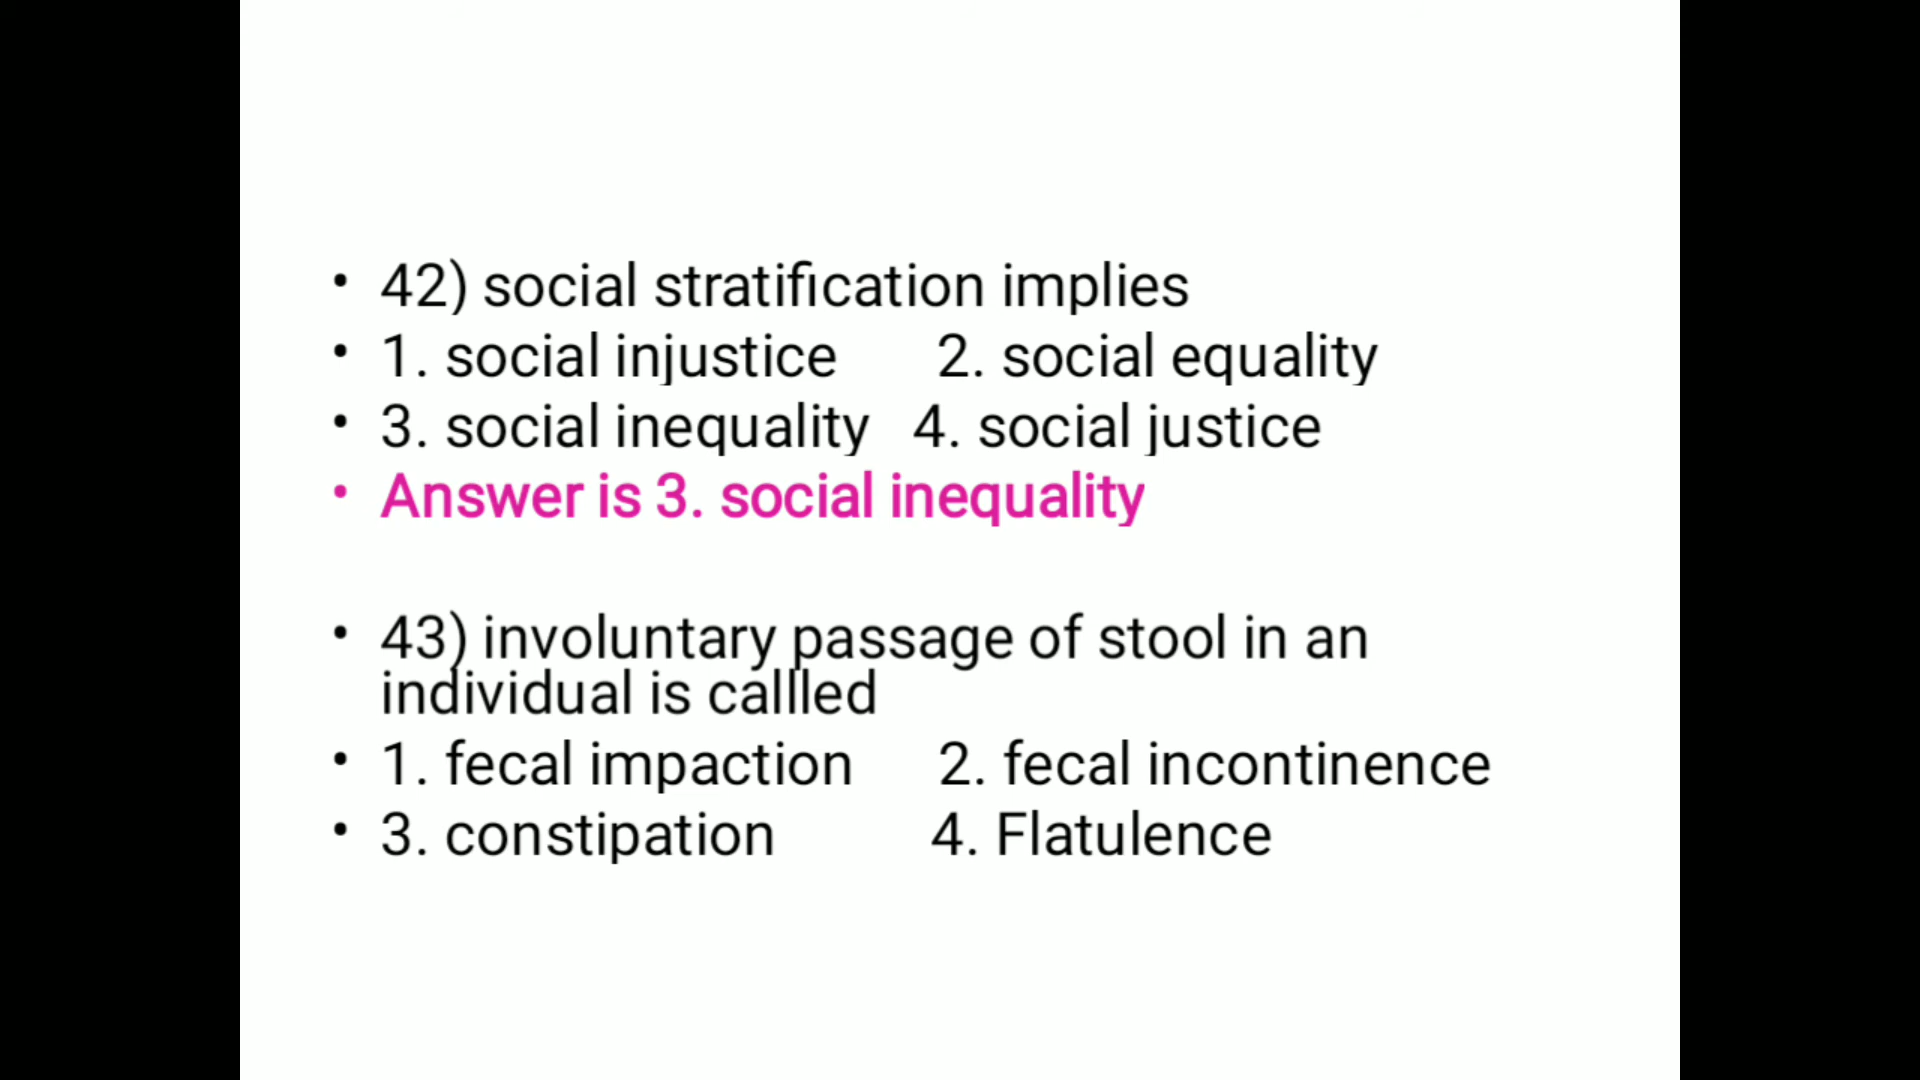 • 42) social stratification implies
• 1. social injustice 2. social equality
• 3. social inequality 4. social justice
• Answer is 3. social inequality
• 43) involuntary passage of stool in an
individual is callled
• 1. fecal impaction 2. fecal incontinence
• 3. constipation 4. Flatulence